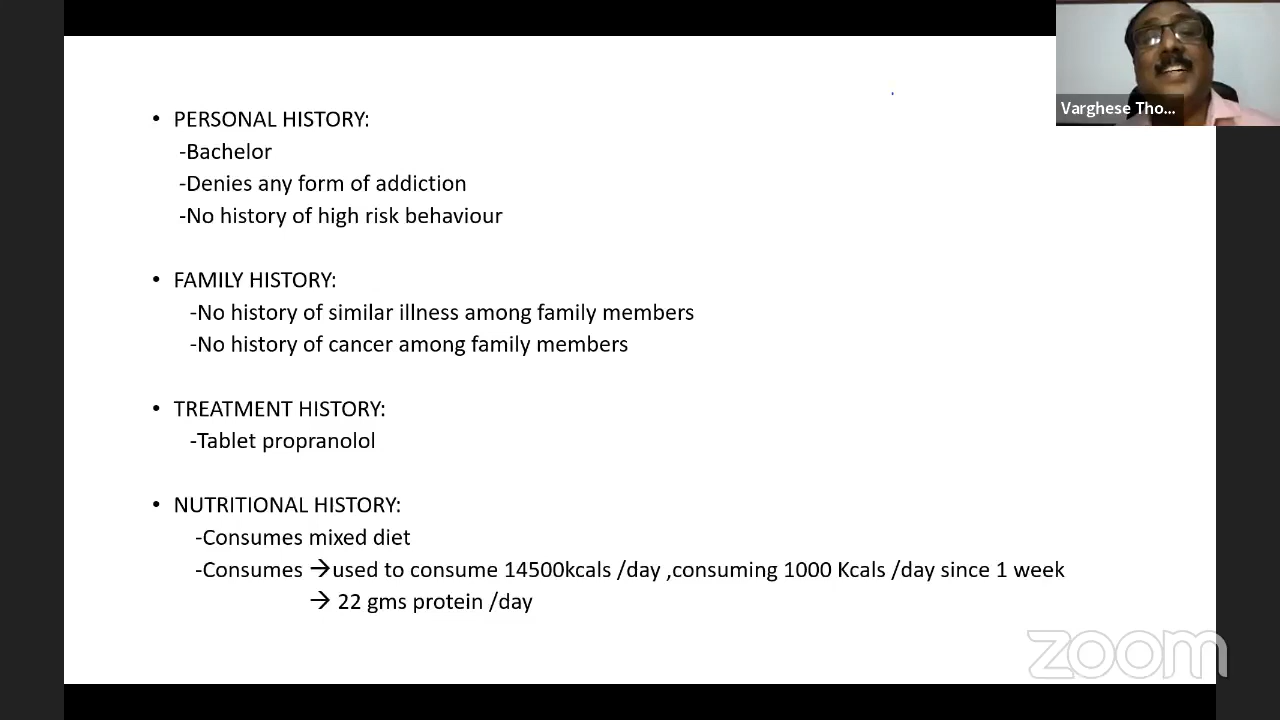 • PERSONAL HISTORY:
-Bachelor
-Denies any form of addiction
-No history of high risk behaviour
• FAMILY HISTORY:
-No history of similar illness among family members
-No history of cancer among family members
• TREATMENT HISTORY:
-Tablet propranolol
• NUTRITIONAL HISTORY:
-Consumes mixed diet
-Consumes →used to consume 14500kcals /day ,consuming 1000 Kcals /day since 1 week
→ 22 gms protein /day
Varghese Tho...
zoom